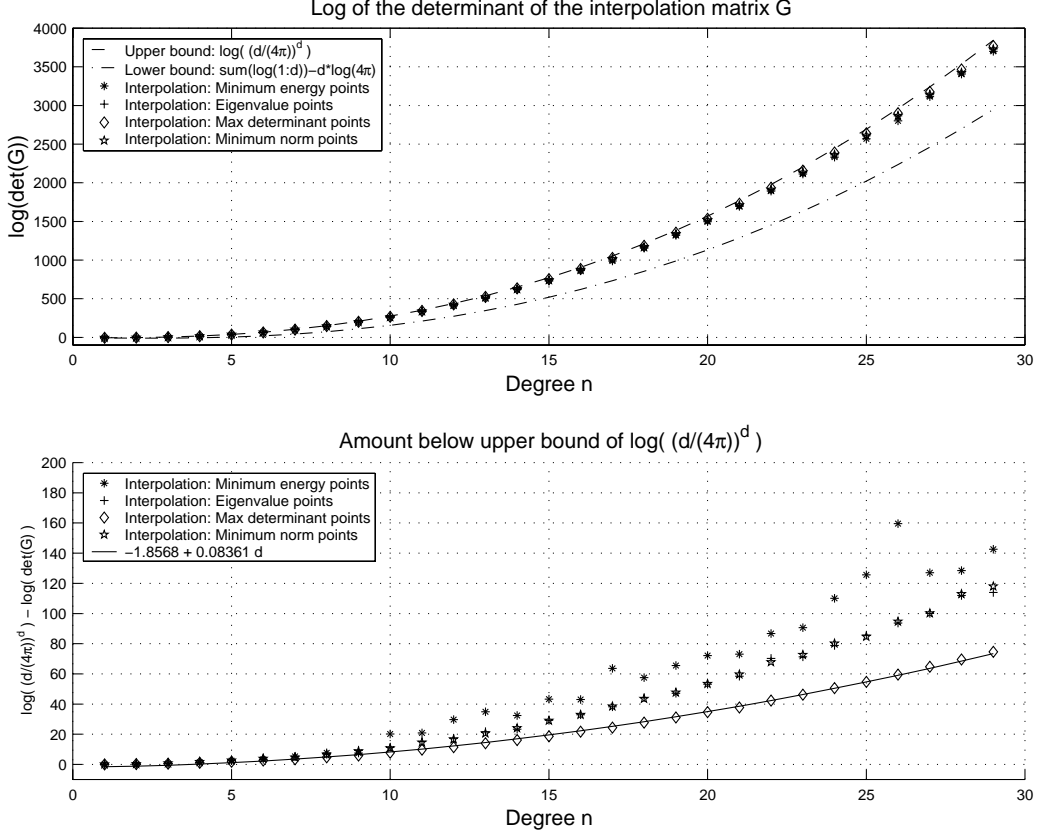 Log of the determinant of the interpolation matrix G
4000
3500
3000
2500
2000
1500
1000
500
0
log(det(G))
Upper bound: log( (d/(4π))^d )
Lower bound: sum(log(1:d))−d*log(4π)
Interpolation: Minimum energy points
Interpolation: Eigenvalue points
Interpolation: Max determinant points
Interpolation: Minimum norm points
0 5 10 15 20 25 30
Degree n
Amount below upper bound of log( (d/(4π))^d )
200
180
160
140
120
100
80
60
40
20
0
log( (d/(4π))^d ) − log( det(G) )
Interpolation: Minimum energy points
Interpolation: Eigenvalue points
Interpolation: Max determinant points
Interpolation: Minimum norm points
−1.8568 + 0.08361 d
0 5 10 15 20 25 30
Degree n